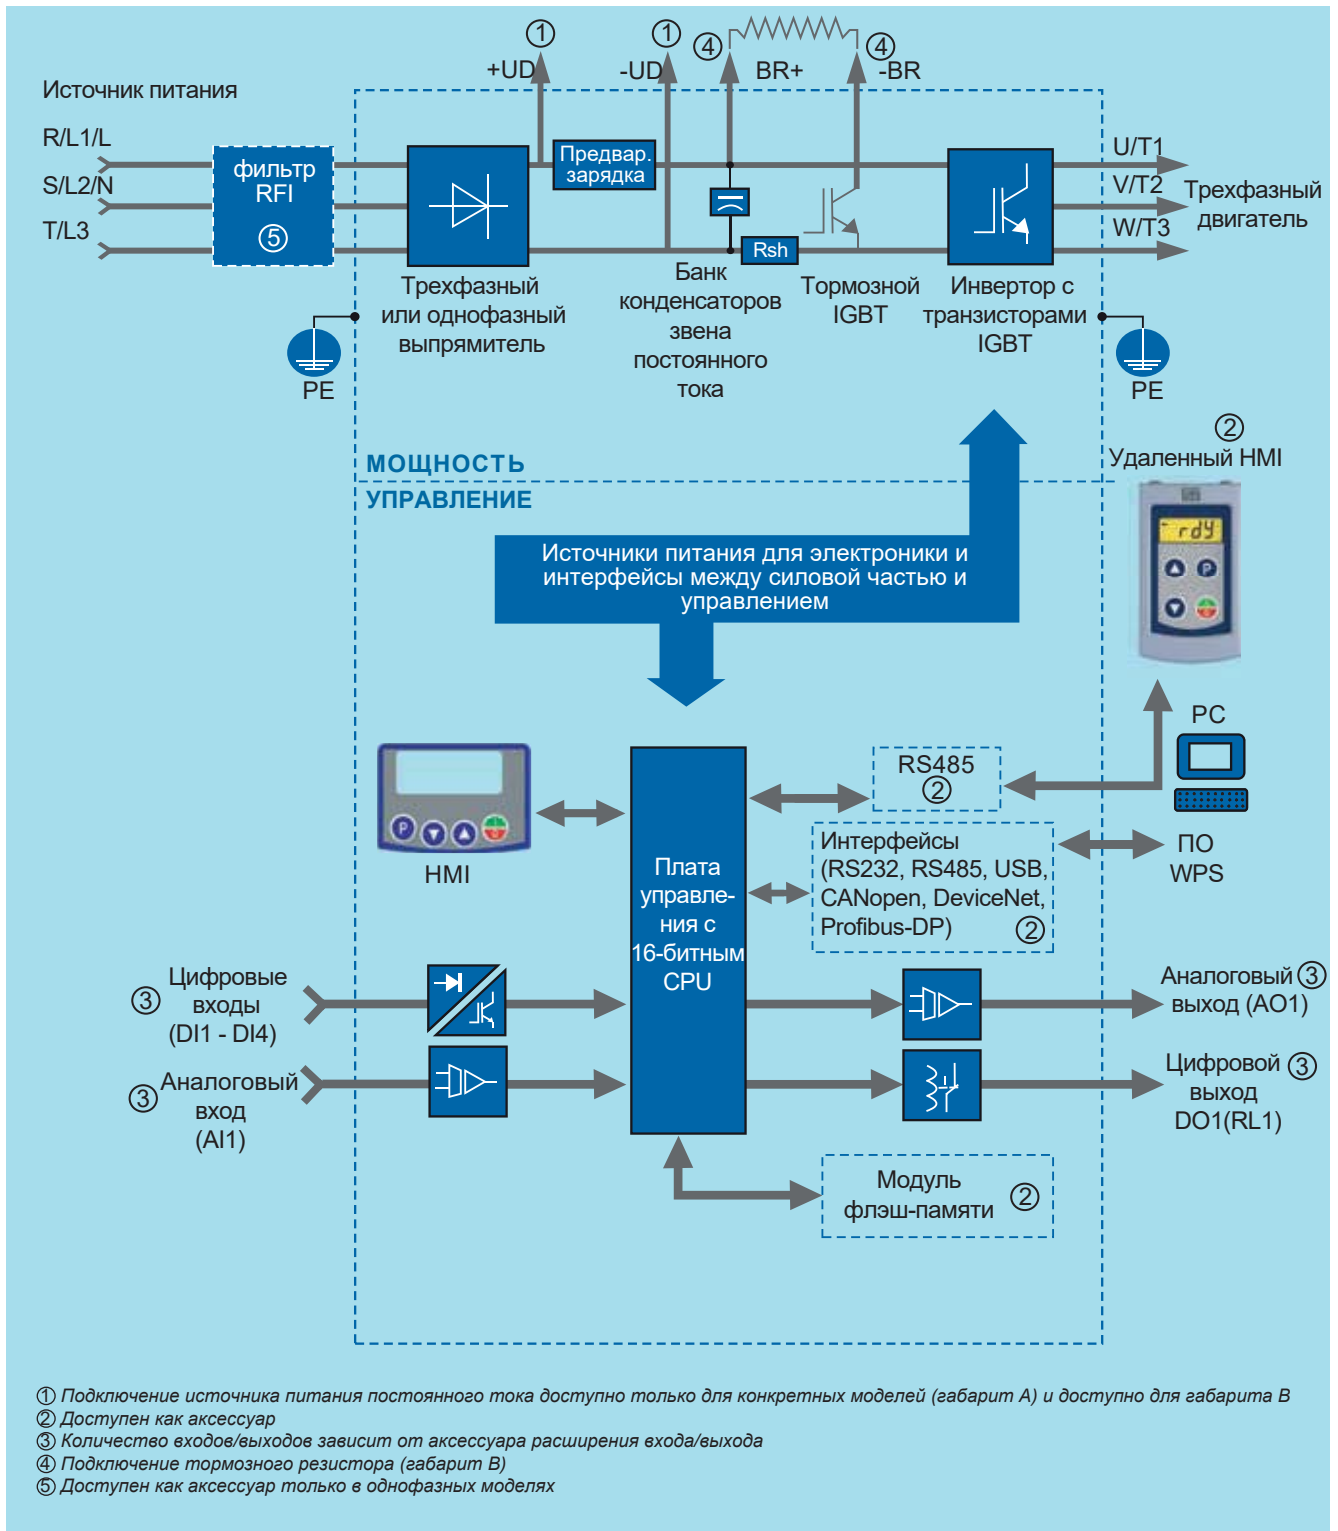 ①
①
④
④
+UD
-UD
BR+
-BR
Источник питания
R/L1/L
S/L2/N
T/L3
фильтр
RFI
⑤
Предвар.
зарядка
Rsh
U/T1
V/T2
W/T3
Трехфазный
двигатель
Трехфазный
или однофазный
выпрямитель
Банк
конденсаторов
звена
постоянного
тока
Тормозной
IGBT
Инвертор с
транзисторами
IGBT
PE
PE
МОЩНОСТЬ
УПРАВЛЕНИЕ
②
Удаленный HMI
rdy
P
Источники питания для электроники и
интерфейсы между силовой частью и
управлением
PC
RS485
②
P
HMI
Интерфейсы
(RS232, RS485, USB,
CANopen, DeviceNet,
Profibus-DP)
②
ПО
WPS
Плата
управле-
ния с
16-битным
CPU
③ Цифровые
входы
(DI1 - DI4)
③ Аналоговый
вход
(AI1)
Аналоговый ③
выход (AO1)
Цифровой ③
выход
DO1(RL1)
Модуль
флэш-памяти ②
① Подключение источника питания постоянного тока доступно только для конкретных моделей (габарит A) и доступно для габарита B
② Доступен как аксессуар
③ Количество входов/выходов зависит от аксессуара расширения входа/выхода
④ Подключение тормозного резистора (габарит B)
⑤ Доступен как аксессуар только в однофазных моделях